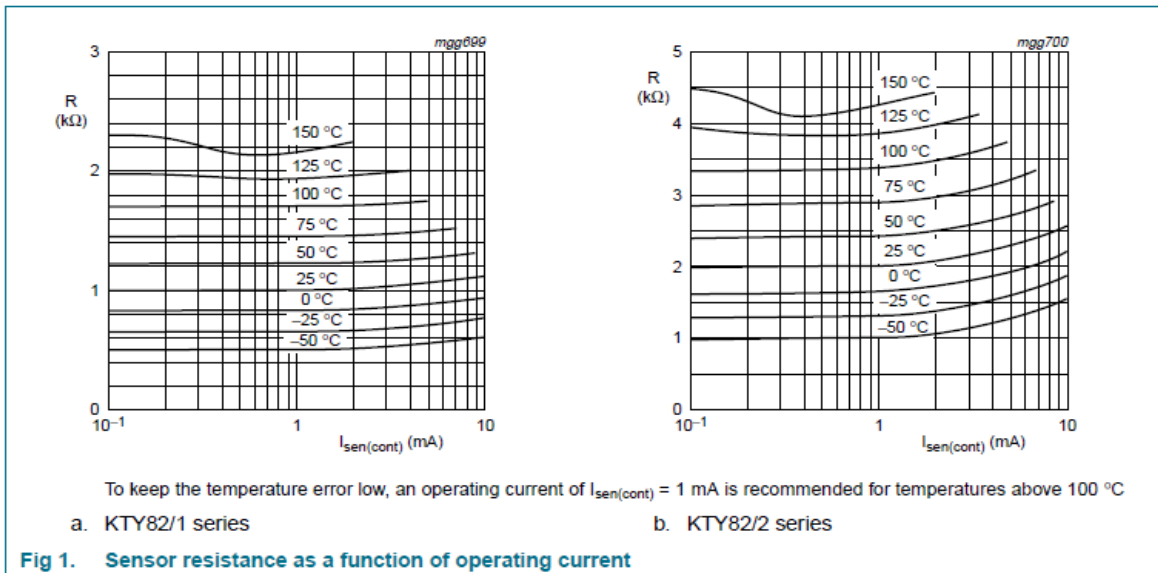 mgg699
3
R
(kΩ)
2
1
0
150 °C
125 °C
100 °C
75 °C
50 °C
25 °C
0 °C
–25 °C
–50 °C
10–1
1
10
Isen(cont) (mA)
mgg700
5
R
(kΩ)
4
3
2
1
0
150 °C
125 °C
100 °C
75 °C
50 °C
25 °C
0 °C
–25 °C
–50 °C
10–1
1
10
Isen(cont) (mA)
To keep the temperature error low, an operating current of Isen(cont) = 1 mA is recommended for temperatures above 100 °C
a. KTY82/1 series
b. KTY82/2 series
Fig 1. Sensor resistance as a function of operating current